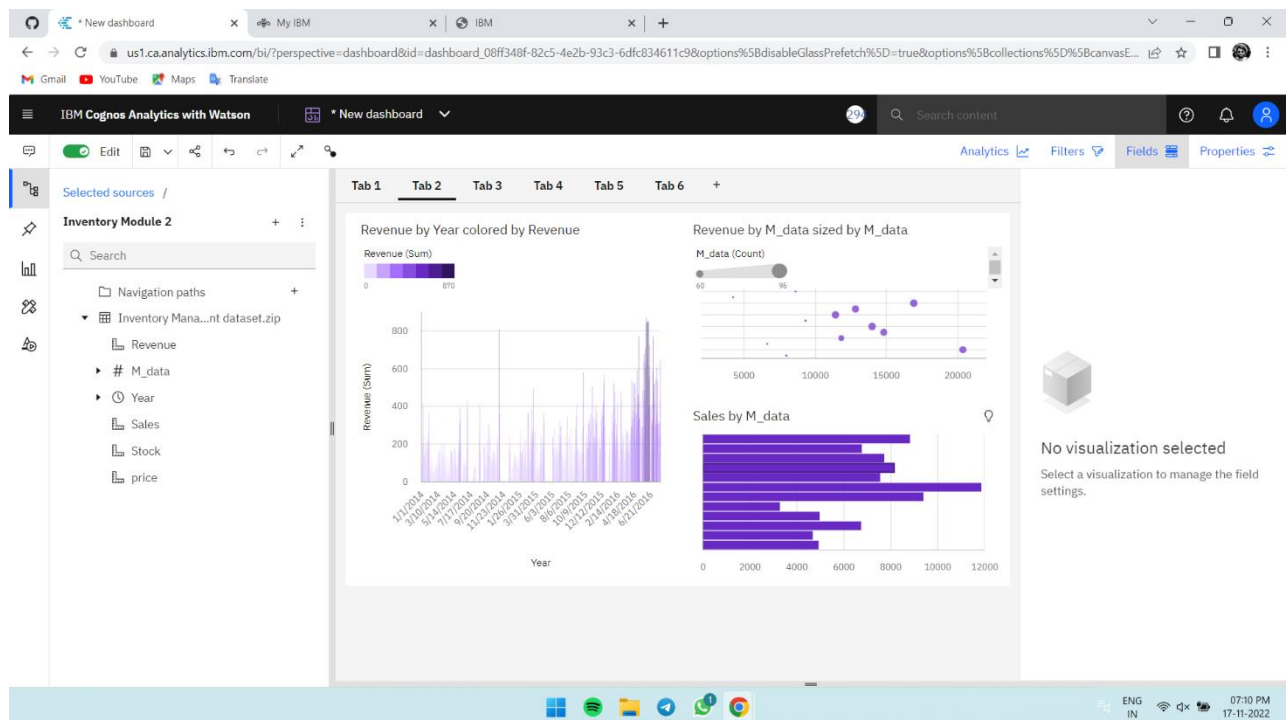 * New dashboard
My IBM
IBM
us1.ca.analytics.ibm.com/bi/?perspective=dashboard&id=dashboard_08ff348f-82c5-4e2b-93c3-6dfc834611c9&options%5BdisableGlassPrefetch%5D=true&options%5Bcollections%5D%5BcanvasE...
Gmail YouTube Maps Translate
IBM Cognos Analytics with Watson
* New dashboard
294
Search content
Edit
Analytics Filters Fields Properties
Selected sources /
Inventory Module 2
Search
Navigation paths
Inventory Mana...nt dataset.zip
Revenue
M_data
Year
Sales
Stock
price
Tab 1 Tab 2 Tab 3 Tab 4 Tab 5 Tab 6 +
Revenue by Year colored by Revenue
Revenue (Sum)
0 870
Revenue (Sum)
800
600
400
200
0
1/1/2014
3/10/2014
5/14/2014
7/17/2014
9/20/2014
11/23/2014
1/26/2015
3/31/2015
6/3/2015
8/6/2015
10/9/2015
12/12/2015
2/14/2016
4/18/2016
6/21/2016
Year
Revenue by M_data sized by M_data
M_data (Count)
60 96
5000 10000 15000 20000
Sales by M_data
0 2000 4000 6000 8000 10000 12000
No visualization selected
Select a visualization to manage the field
settings.
ENG
IN
07:10 PM
17-11-2022